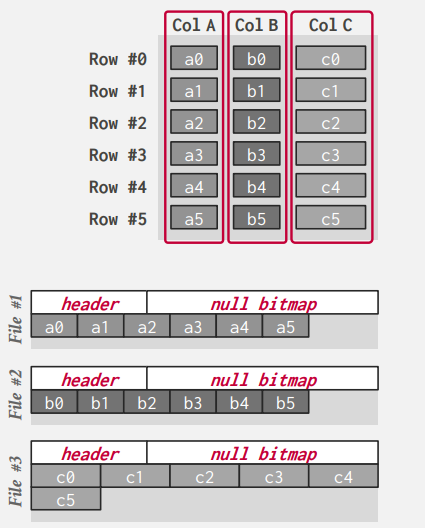 Col A Col B Col C
Row #0 a0 b0 c0
Row #1 a1 b1 c1
Row #2 a2 b2 c2
Row #3 a3 b3 c3
Row #4 a4 b4 c4
Row #5 a5 b5 c5
File #1
header null bitmap
a0 a1 a2 a3 a4 a5
File #2
header null bitmap
b0 b1 b2 b3 b4 b5
File #3
header null bitmap
c0 c1 c2 c3 c4
c5